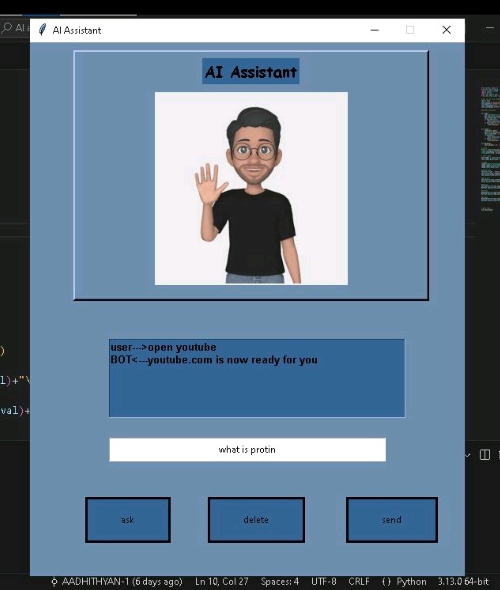 AI Assistant
AI Assistant
user--->open youtube
BOT<---youtube.com is now ready for you
what is protin
ask
delete
send
)
l)+"\
val)+
AADHITHYAN-1 (6 days ago) Ln 10, Col 27 Spaces: 4 UTF-8 CRLF { } Python 3.13.0 64-bit